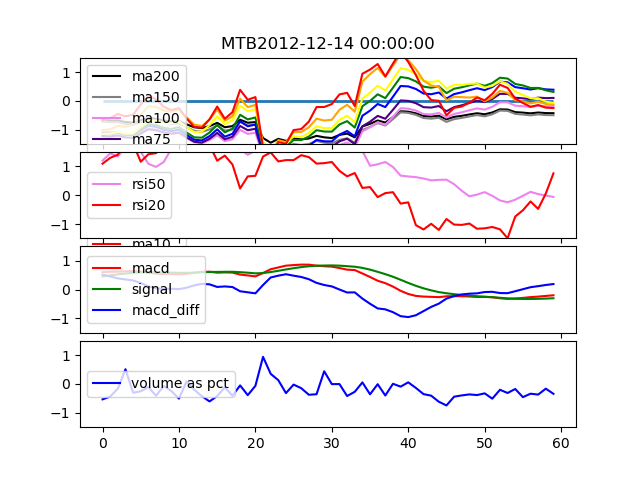 MTB2012-12-14 00:00:00
1
0
−1
ma200
ma150
ma100
ma75
1
0
−1
rsi50
rsi20
ma10
1
0
−1
macd
signal
macd_diff
1
0
−1
volume as pct
0 10 20 30 40 50 60